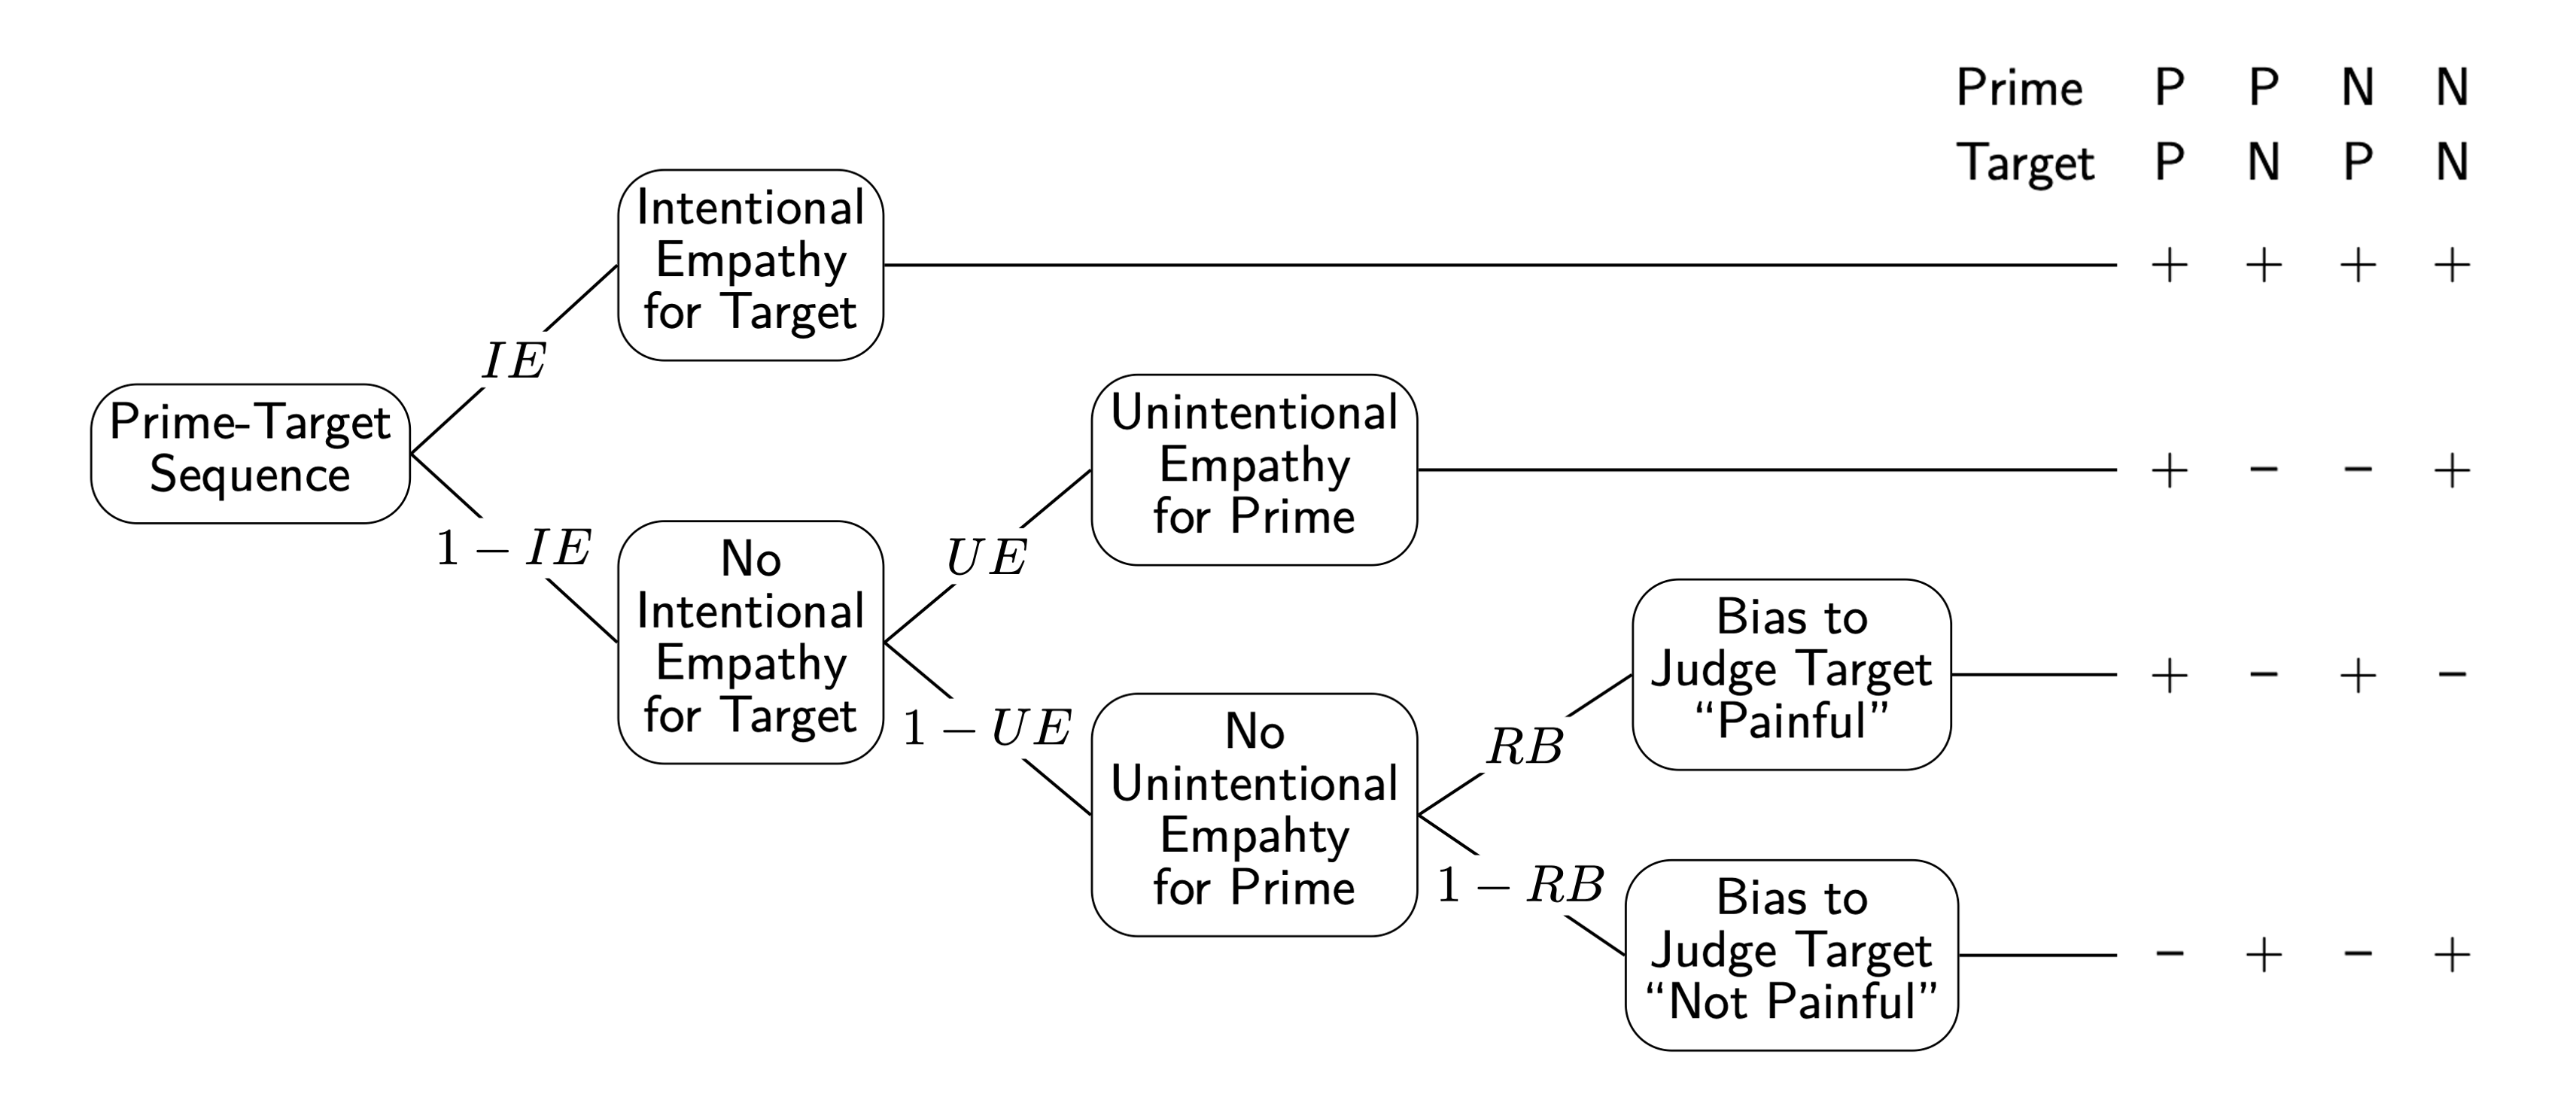 Prime P P N N
Target P N P N
Intentional
Empathy
for Target
+ + + +
IE
Prime-Target
Sequence
1 − IE
No
Intentional
Empathy
for Target
UE
Unintentional
Empathy
for Prime
+ − − +
1 − UE
No
Unintentional
Empahty
for Prime
RB
Bias to
Judge Target
“Painful”
+ − + −
1 − RB
Bias to
Judge Target
“Not Painful”
− + − +